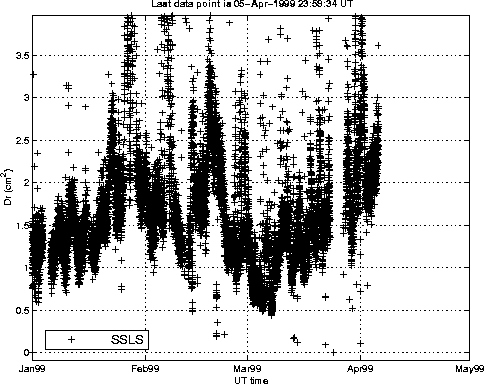 Last data point is 05-Apr-1999 23:59:34 UT
3.5
3
2.5
2
1.5
1
0.5
0
Dr (cm²)
SSLS
Jan99 Feb99 Mar99 Apr99 May99
UT time